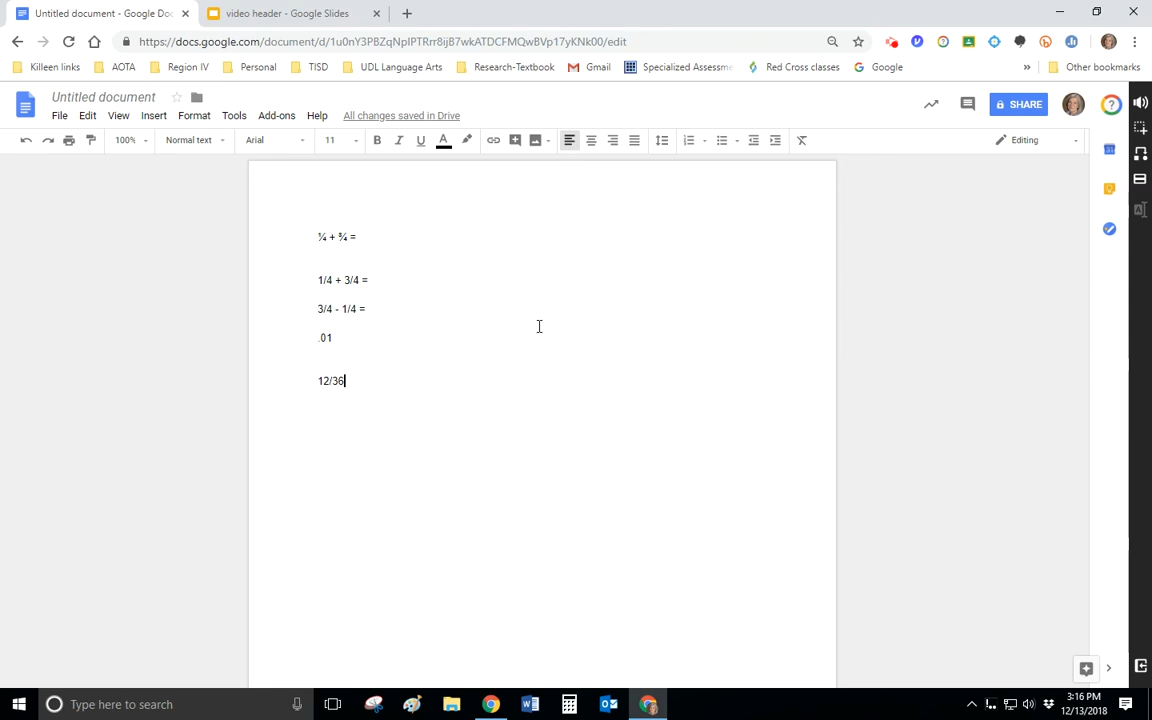 Untitled document - Google Doc
video header - Google Slides
https://docs.google.com/document/d/1u0nY3PBZqNpIPTRrr8ijB7wkATDCFMQwBVp17yKNk00/edit
Killeen links
AOTA
Region IV
Personal
TISD
UDL Language Arts
Research-Textbook
Gmail
Specialized Assessme
Red Cross classes
Google
»
Other bookmarks
Untitled document
File Edit View Insert Format Tools Add-ons Help All changes saved in Drive
SHARE
100% Normal text Arial 11 B I U A Editing
¼ + ¾ =
1/4 + 3/4 =
3/4 - 1/4 =
.01
12/36
Type here to search
3:16 PM
12/13/2018